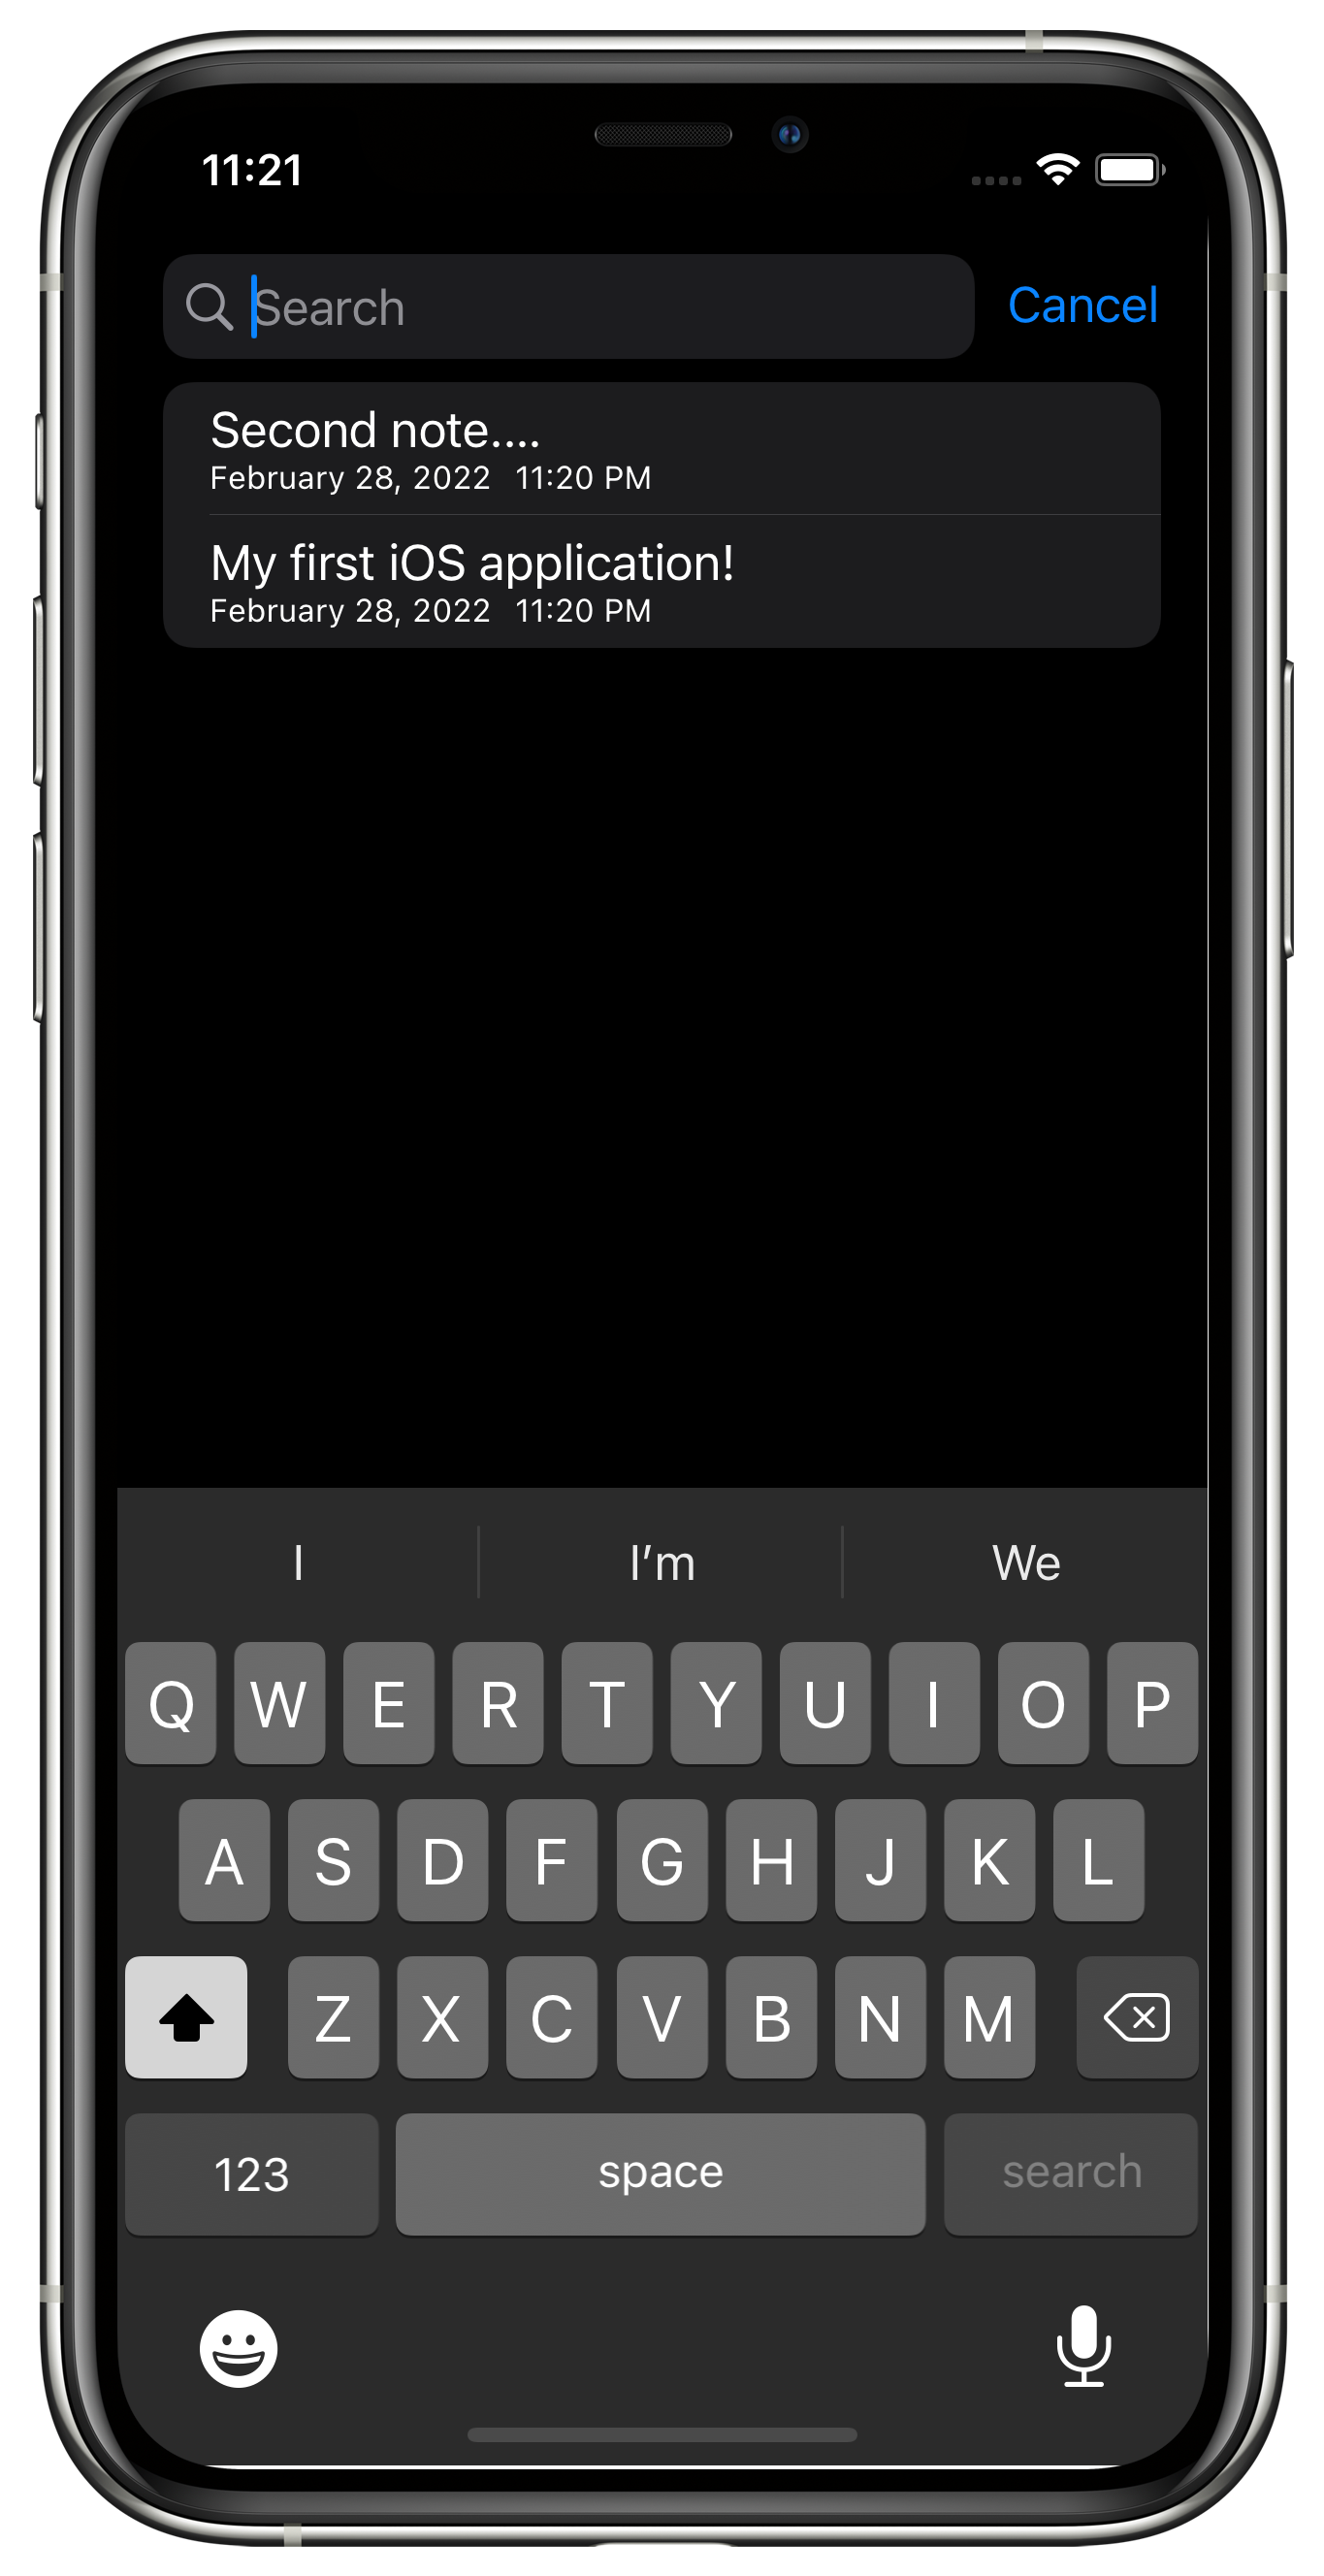 11:21
Search Cancel
Second note....
February 28, 2022 11:20 PM
My first iOS application!
February 28, 2022 11:20 PM
I I'm We
Q W E R T Y U I O P
A S D F G H J K L
Z X C V B N M
123 space search